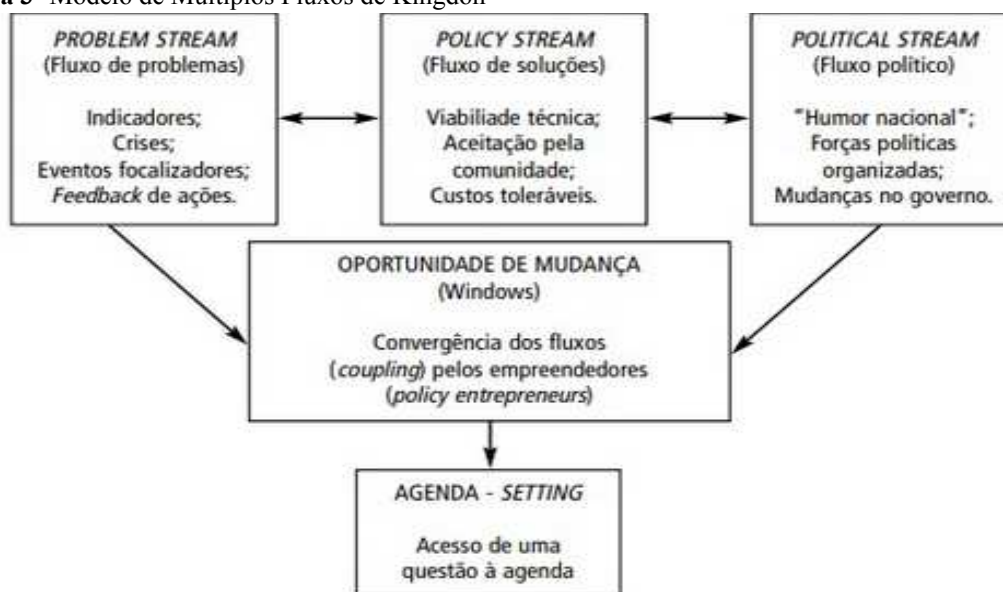 a 3- Modelo de Múltiplos Fluxos de Kingdon
PROBLEM STREAM
(Fluxo de problemas)
Indicadores;
Crises;
Eventos focalizadores;
Feedback de ações.
POLICY STREAM
(Fluxo de soluções)
Viabiliade técnica;
Aceitação pela
comunidade;
Custos toleráveis.
POLITICAL STREAM
(Fluxo político)
"Humor nacional";
Forças políticas
organizadas;
Mudanças no governo.
OPORTUNIDADE DE MUDANÇA
(Windows)
Convergência dos fluxos
(coupling) pelos empreendedores
(policy entrepreneurs)
AGENDA - SETTING
Acesso de uma
questão à agenda